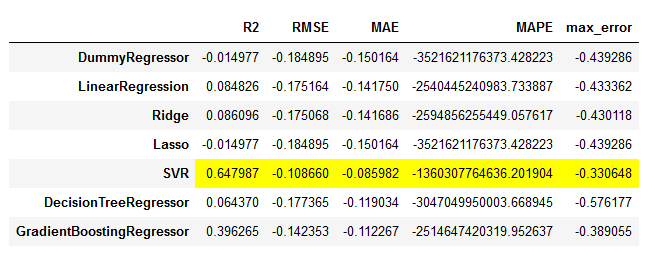 R2 RMSE MAE MAPE max_error
DummyRegressor -0.014977 -0.184895 -0.150164 -3521621176373.428223 -0.439286
LinearRegression 0.084826 -0.175164 -0.141750 -2540445240983.733887 -0.433362
Ridge 0.086096 -0.175068 -0.141686 -2594856255449.057617 -0.430118
Lasso -0.014977 -0.184895 -0.150164 -3521621176373.428223 -0.439286
SVR 0.647987 -0.108660 -0.085982 -1360307764636.201904 -0.330648
DecisionTreeRegressor 0.064370 -0.177365 -0.119034 -3047049950003.668945 -0.576177
GradientBoostingRegressor 0.396265 -0.142353 -0.112267 -2514647420319.952637 -0.389055